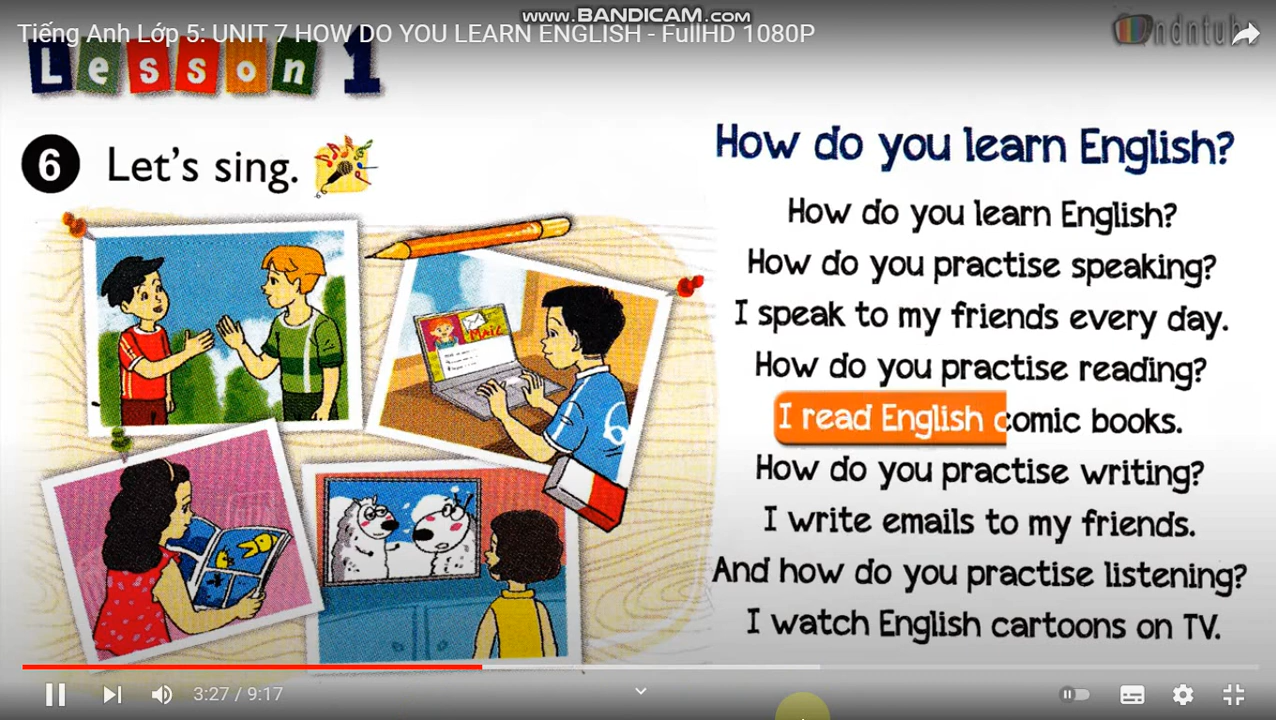 www.BANDICAM.com
Tiếng Anh Lớp 5: UNIT 7 HOW DO YOU LEARN ENGLISH - FullHD 1080P
ndntub
Lesson 1
6 Let's sing.
MAIL
6
How do you learn English?
How do you learn English?
How do you practise speaking?
I speak to my friends every day.
How do you practise reading?
I read English comic books.
How do you practise writing?
I write emails to my friends.
And how do you practise listening?
I watch English cartoons on TV.
3:27 / 9:17